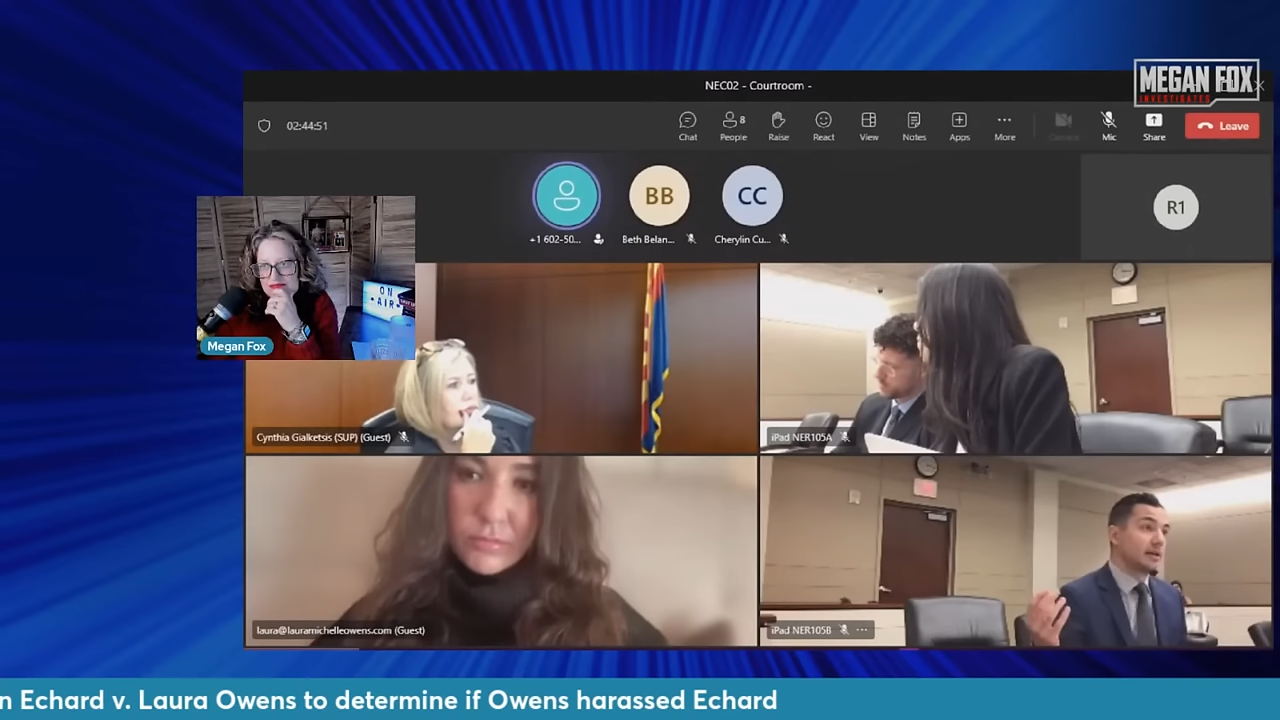 NEC02 - Courtroom -
MEGAN FOX
INVESTIGATES
02:44:51
8
Chat
People
Raise
React
View
Notes
Apps
More
Camera
Mic
Share
Leave
BB
CC
R1
+1 602-50...
Beth Belan...
Cherylin Cu...
ON
AIR
Megan Fox
Cynthia Gialketsis (SUP) (Guest)
iPad NER105A
laura@lauramichelleowens.com (Guest)
iPad NER105B
n Echard v. Laura Owens to determine if Owens harassed Echard